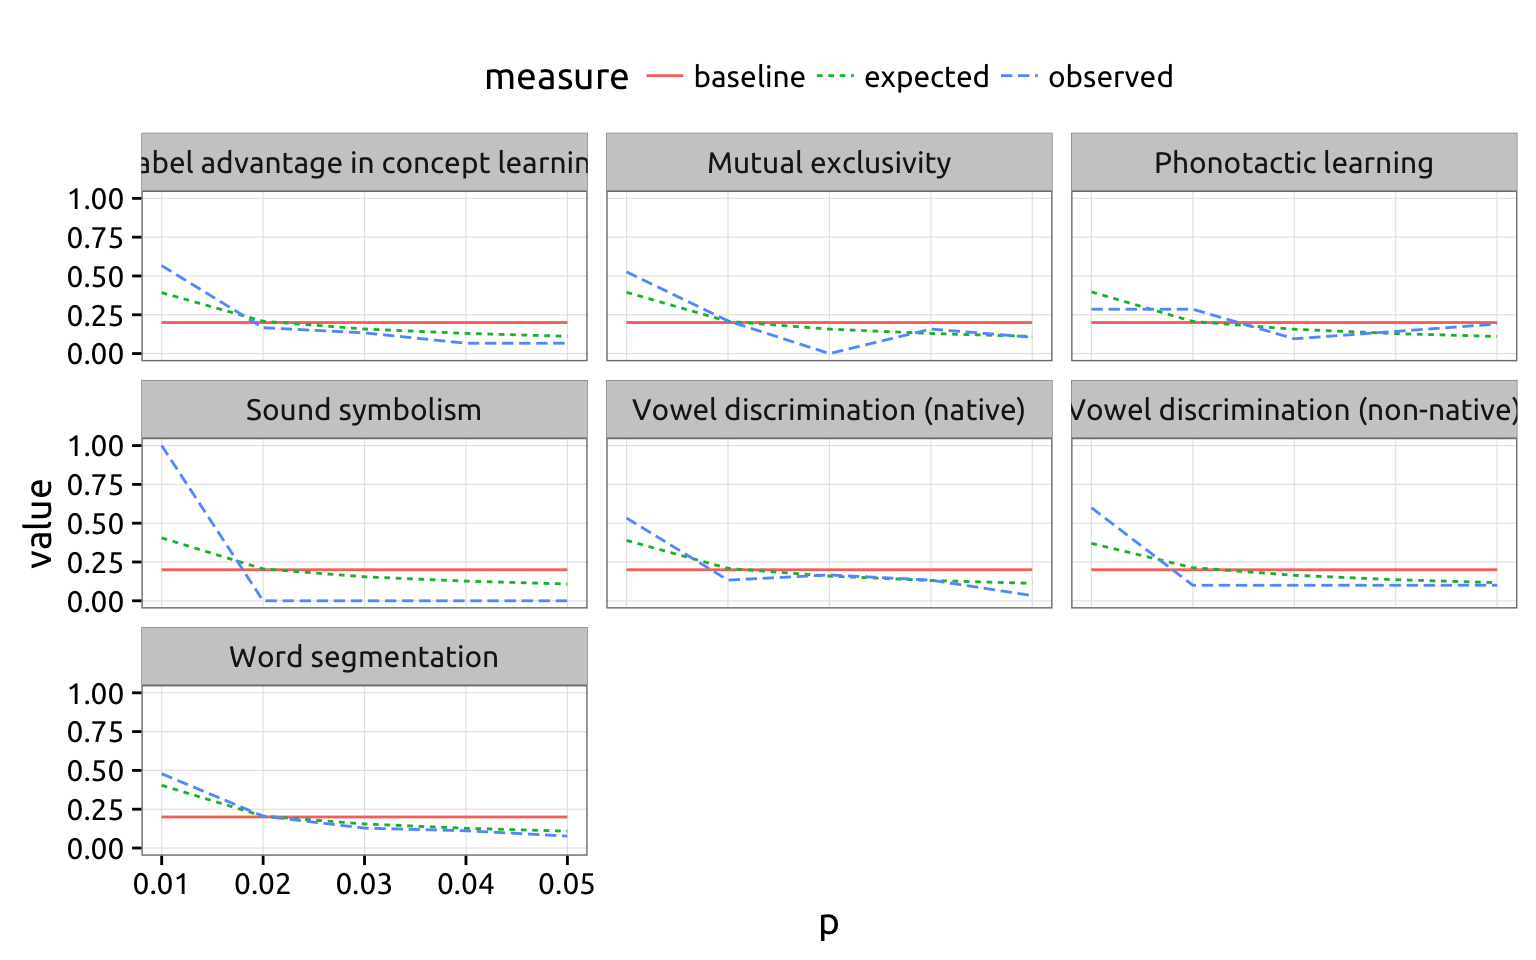 measure baseline expected observed
abel advantage in concept learnin
Mutual exclusivity
Phonotactic learning
1.00
0.75
0.50
0.25
0.00
Sound symbolism
Vowel discrimination (native)
Vowel discrimination (non-native)
value
1.00
0.75
0.50
0.25
0.00
Word segmentation
1.00
0.75
0.50
0.25
0.00
0.01 0.02 0.03 0.04 0.05
p